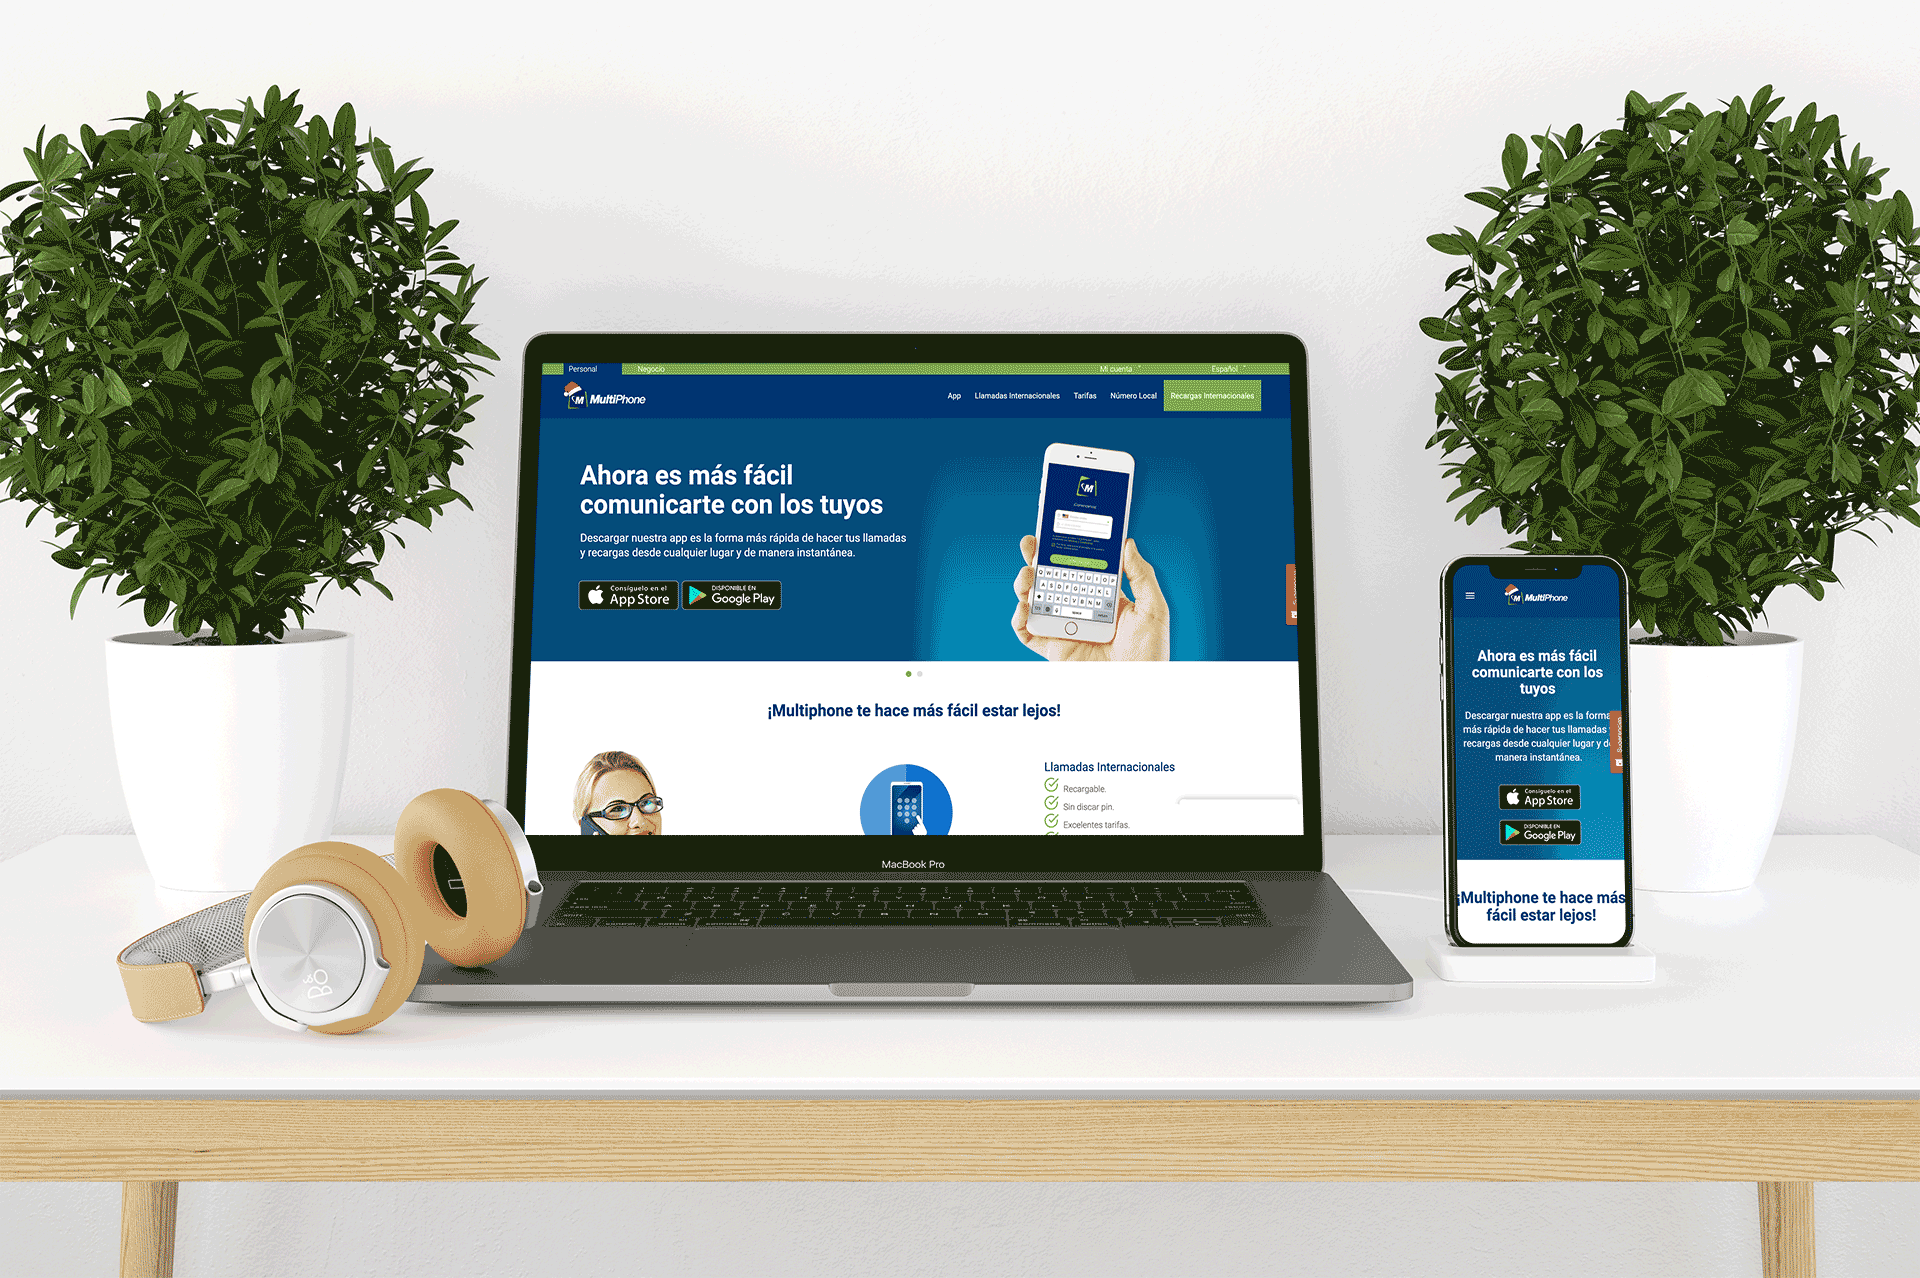 Personal
Negocio
Mi cuenta
Español
MultiPhone
App
Llamadas Internacionales
Tarifas
Número Local
Recargas Internacionales
Ahora es más fácil
comunicarte con los tuyos
Descargar nuestra app es la forma más rápida de hacer tus llamadas
y recargas desde cualquier lugar y de manera instantánea.
Consíguelo en el
App Store
DISPONIBLE EN
Google Play
¡Multiphone te hace más fácil estar lejos!
Llamadas Internacionales
Recargable.
Sin discar pin.
Excelentes tarifas.
MacBook Pro
MultiPhone
Ahora es más fácil
comunicarte con los
tuyos
Descargar nuestra app es la forma
más rápida de hacer tus llamadas
recargas desde cualquier lugar y d
manera instantánea.
Sugerencias
Consíguelo en el
App Store
DISPONIBLE EN
Google Play
¡Multiphone te hace más
fácil estar lejos!